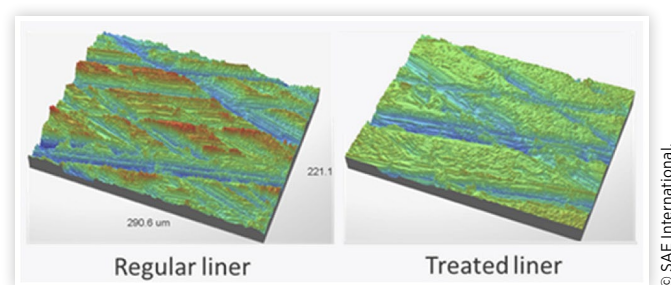 221.1
290.6 um
Regular liner
Treated liner
© SAE International.